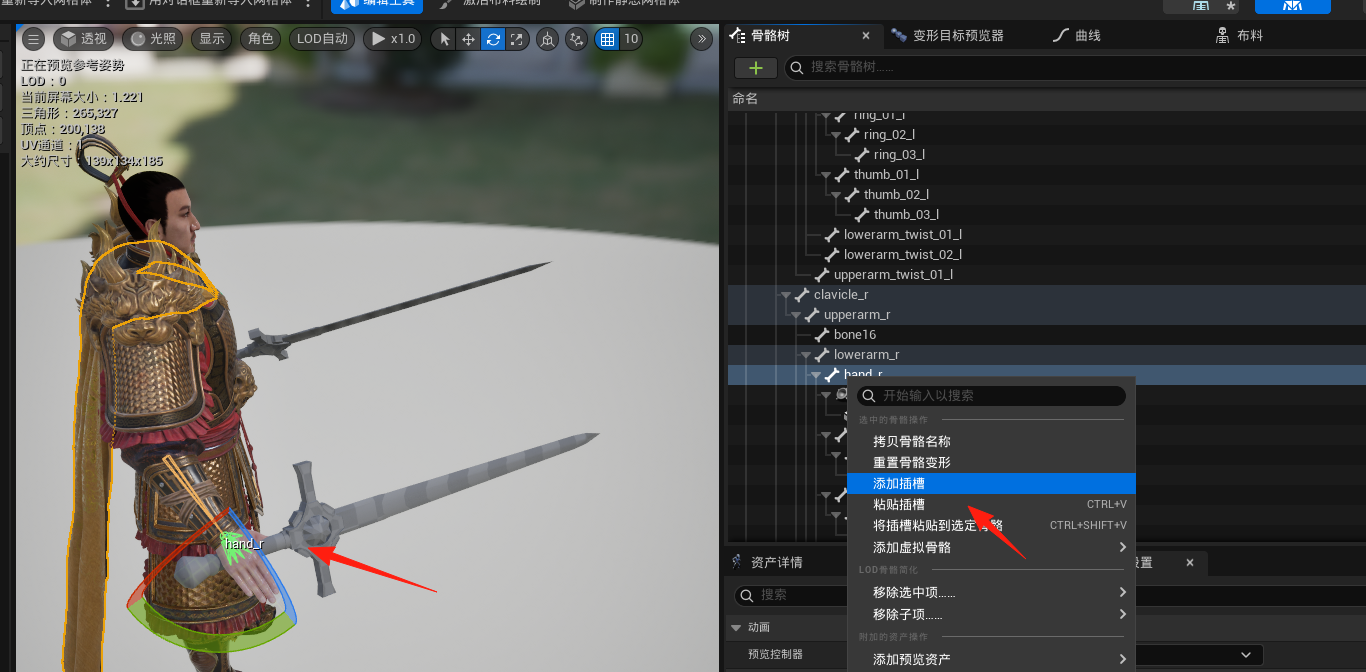 重新导入网格体
用对话框重新导入网格体
编辑工具
激活布料绘制
制作静态网格体
透视
光照
显示
角色
LOD自动
x1.0
10
正在预览参考姿势
LOD：0
当前屏幕大小：1.221
三角形：265,327
顶点：200,138
UV通道：1
大约尺寸：139x134x185
hand_r
骨骼树
变形目标预览器
曲线
布料
搜索骨骼树……
命名
ring_01_l
ring_02_l
ring_03_l
thumb_01_l
thumb_02_l
thumb_03_l
lowerarm_twist_01_l
lowerarm_twist_02_l
upperarm_twist_01_l
clavicle_r
upperarm_r
bone16
lowerarm_r
hand_r
开始输入以搜索
选中的骨骼操作
拷贝骨骼名称
重置骨骼变形
添加插槽
粘贴插槽 CTRL+V
将插槽粘贴到选定骨骼 CTRL+SHIFT+V
添加虚拟骨骼
LOD骨骼简化
移除选中项……
移除子项……
附加的资产操作
添加预览资产
资产详情
置
搜索
动画
预览控制器